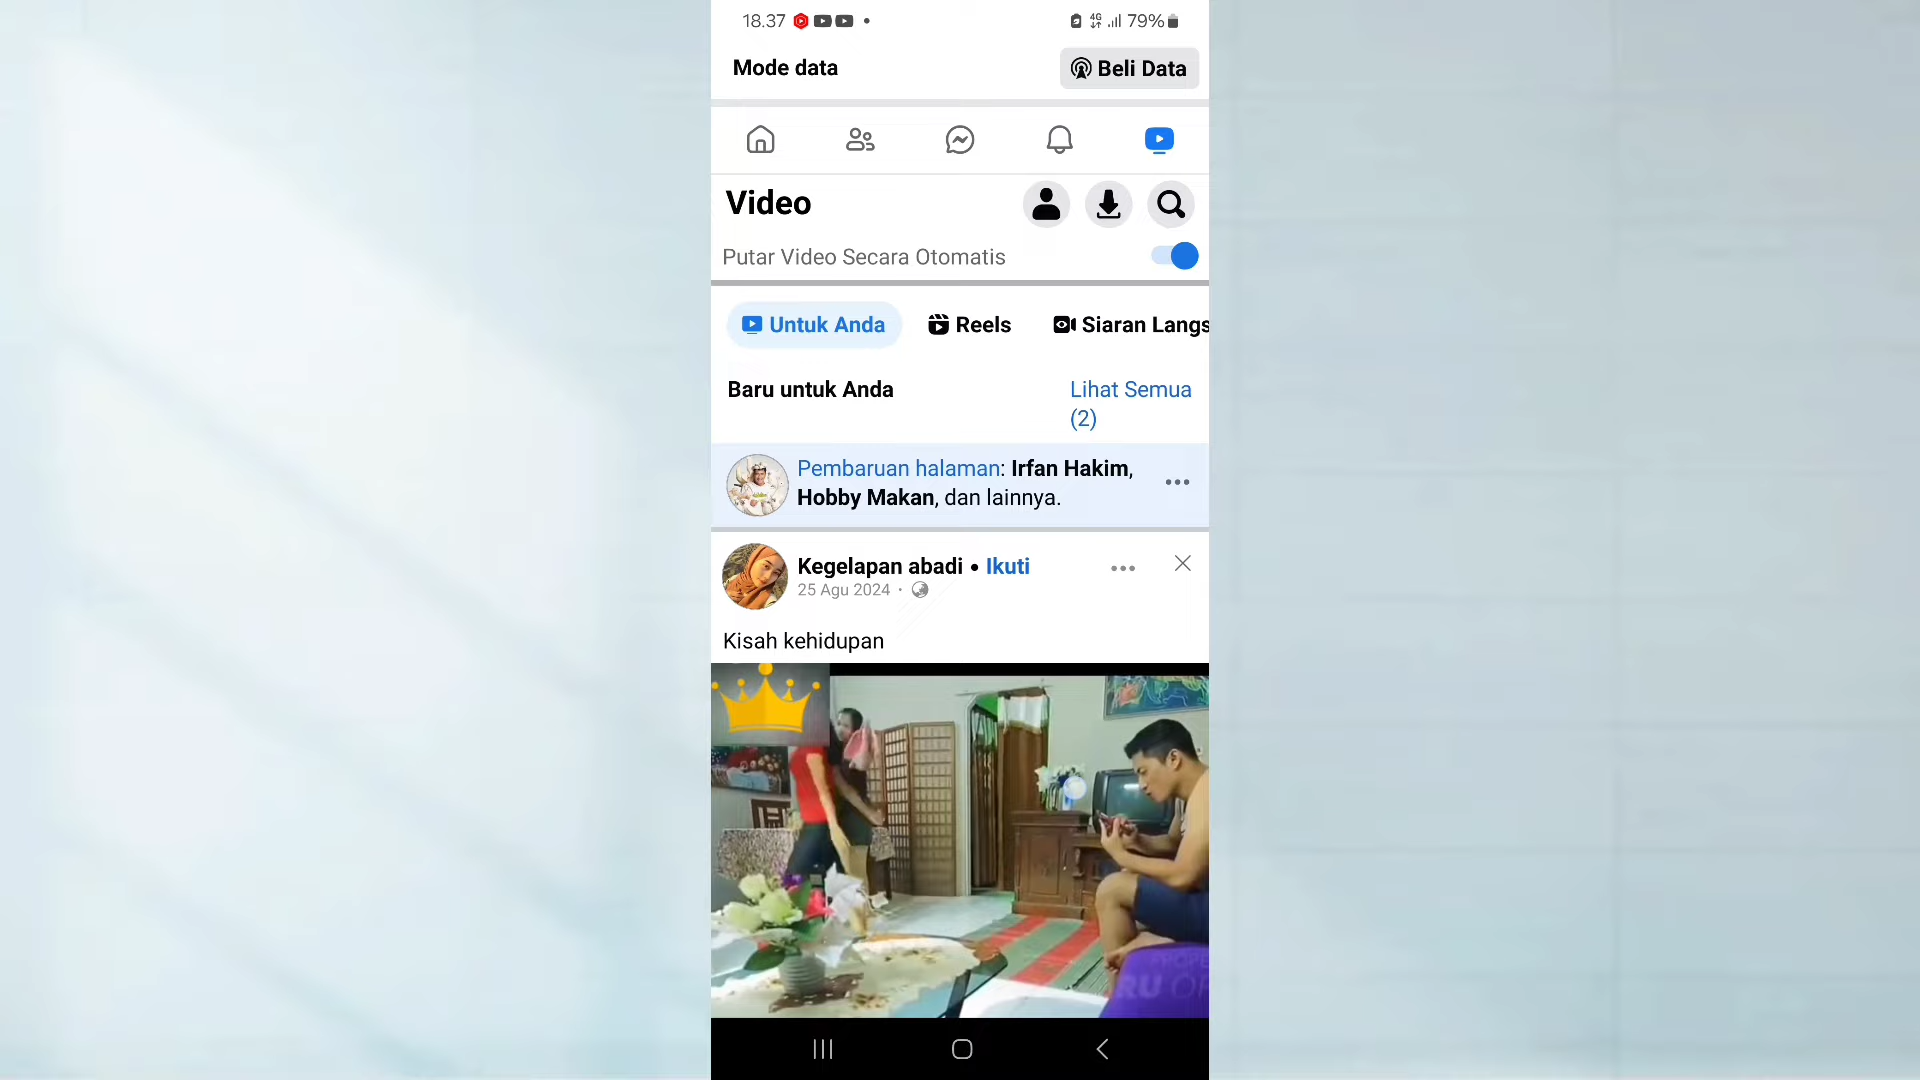 18.37
4G
79%
Mode data
Beli Data
Video
Putar Video Secara Otomatis
Untuk Anda
Reels
Siaran Langs
Baru untuk Anda
Lihat Semua
(2)
Pembaruan halaman: Irfan Hakim,
Hobby Makan, dan lainnya.
Kegelapan abadi • Ikuti
25 Agu 2024 ·
Kisah kehidupan